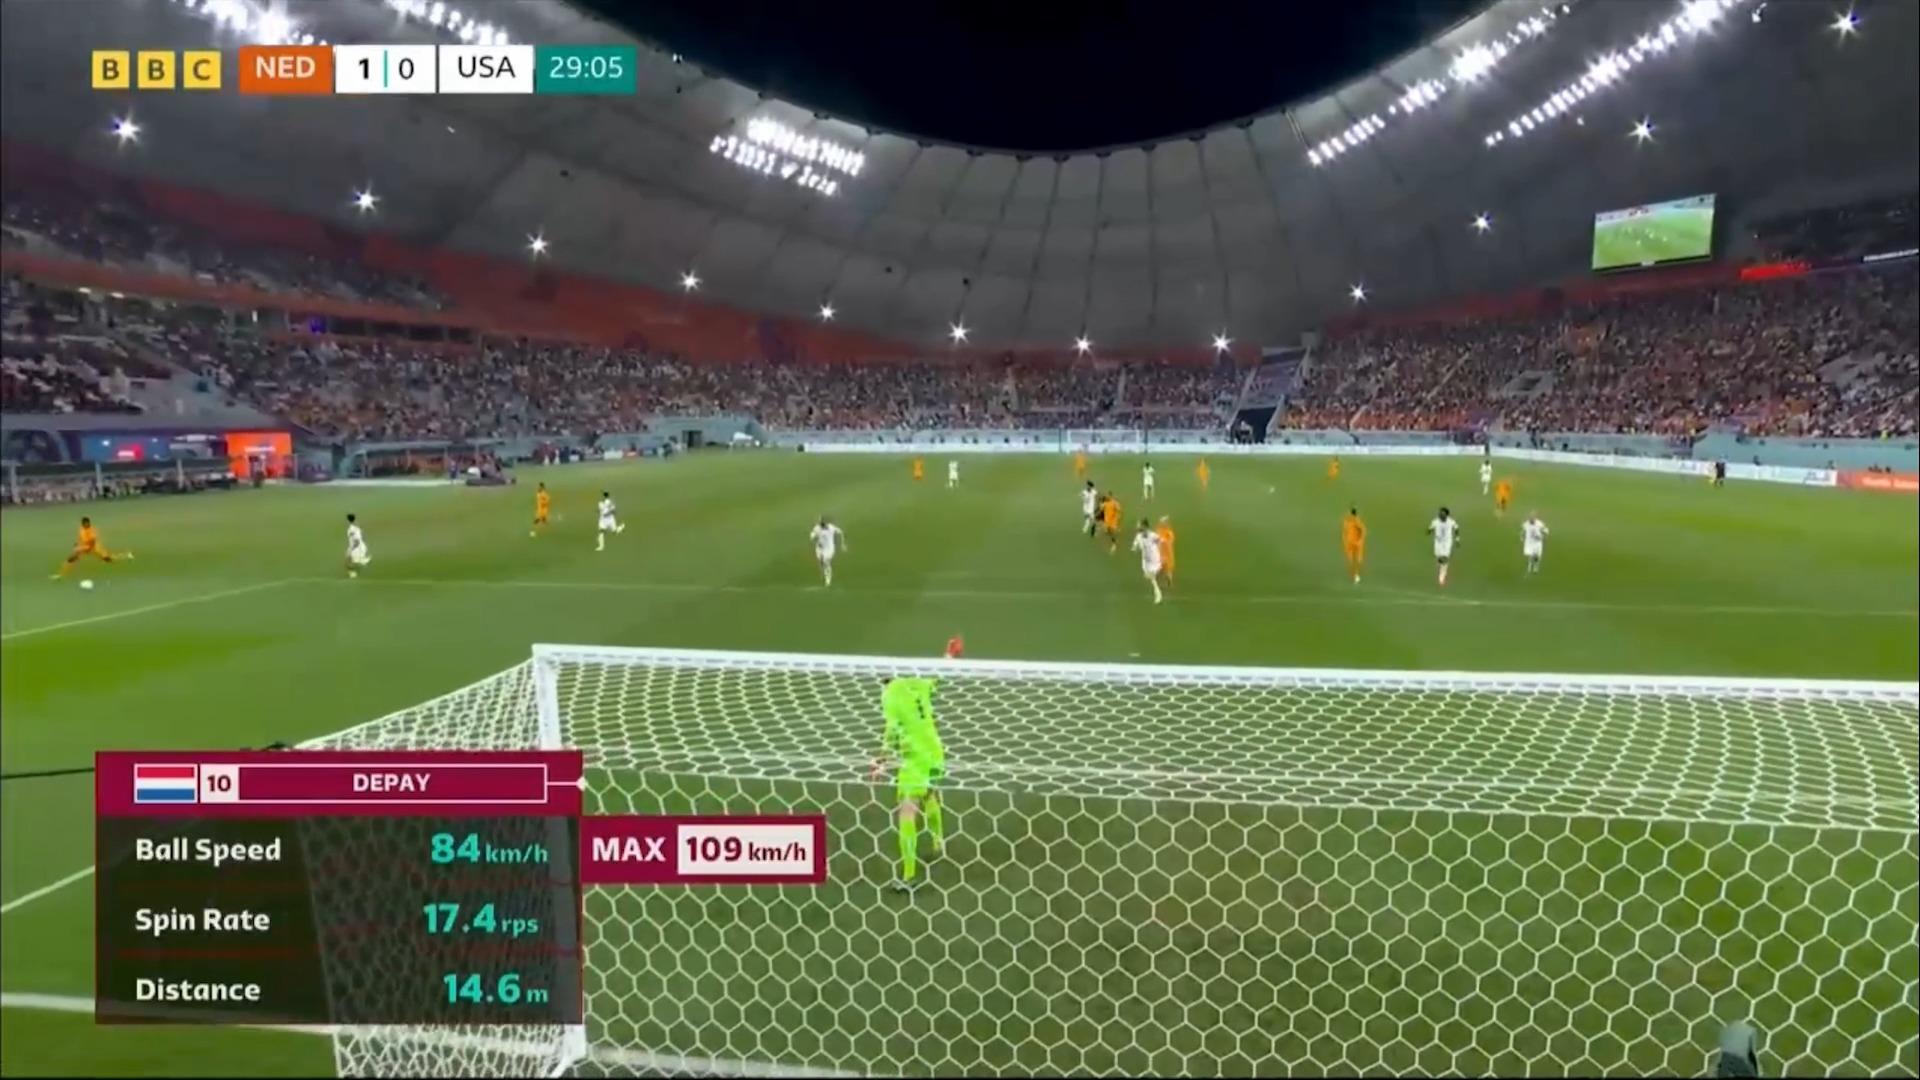 BBC NED 1 0 USA 29:05
1
10 DEPAY
Ball Speed 84 km/h MAX 109 km/h
Spin Rate 17.4 rps
Distance 14.6 m